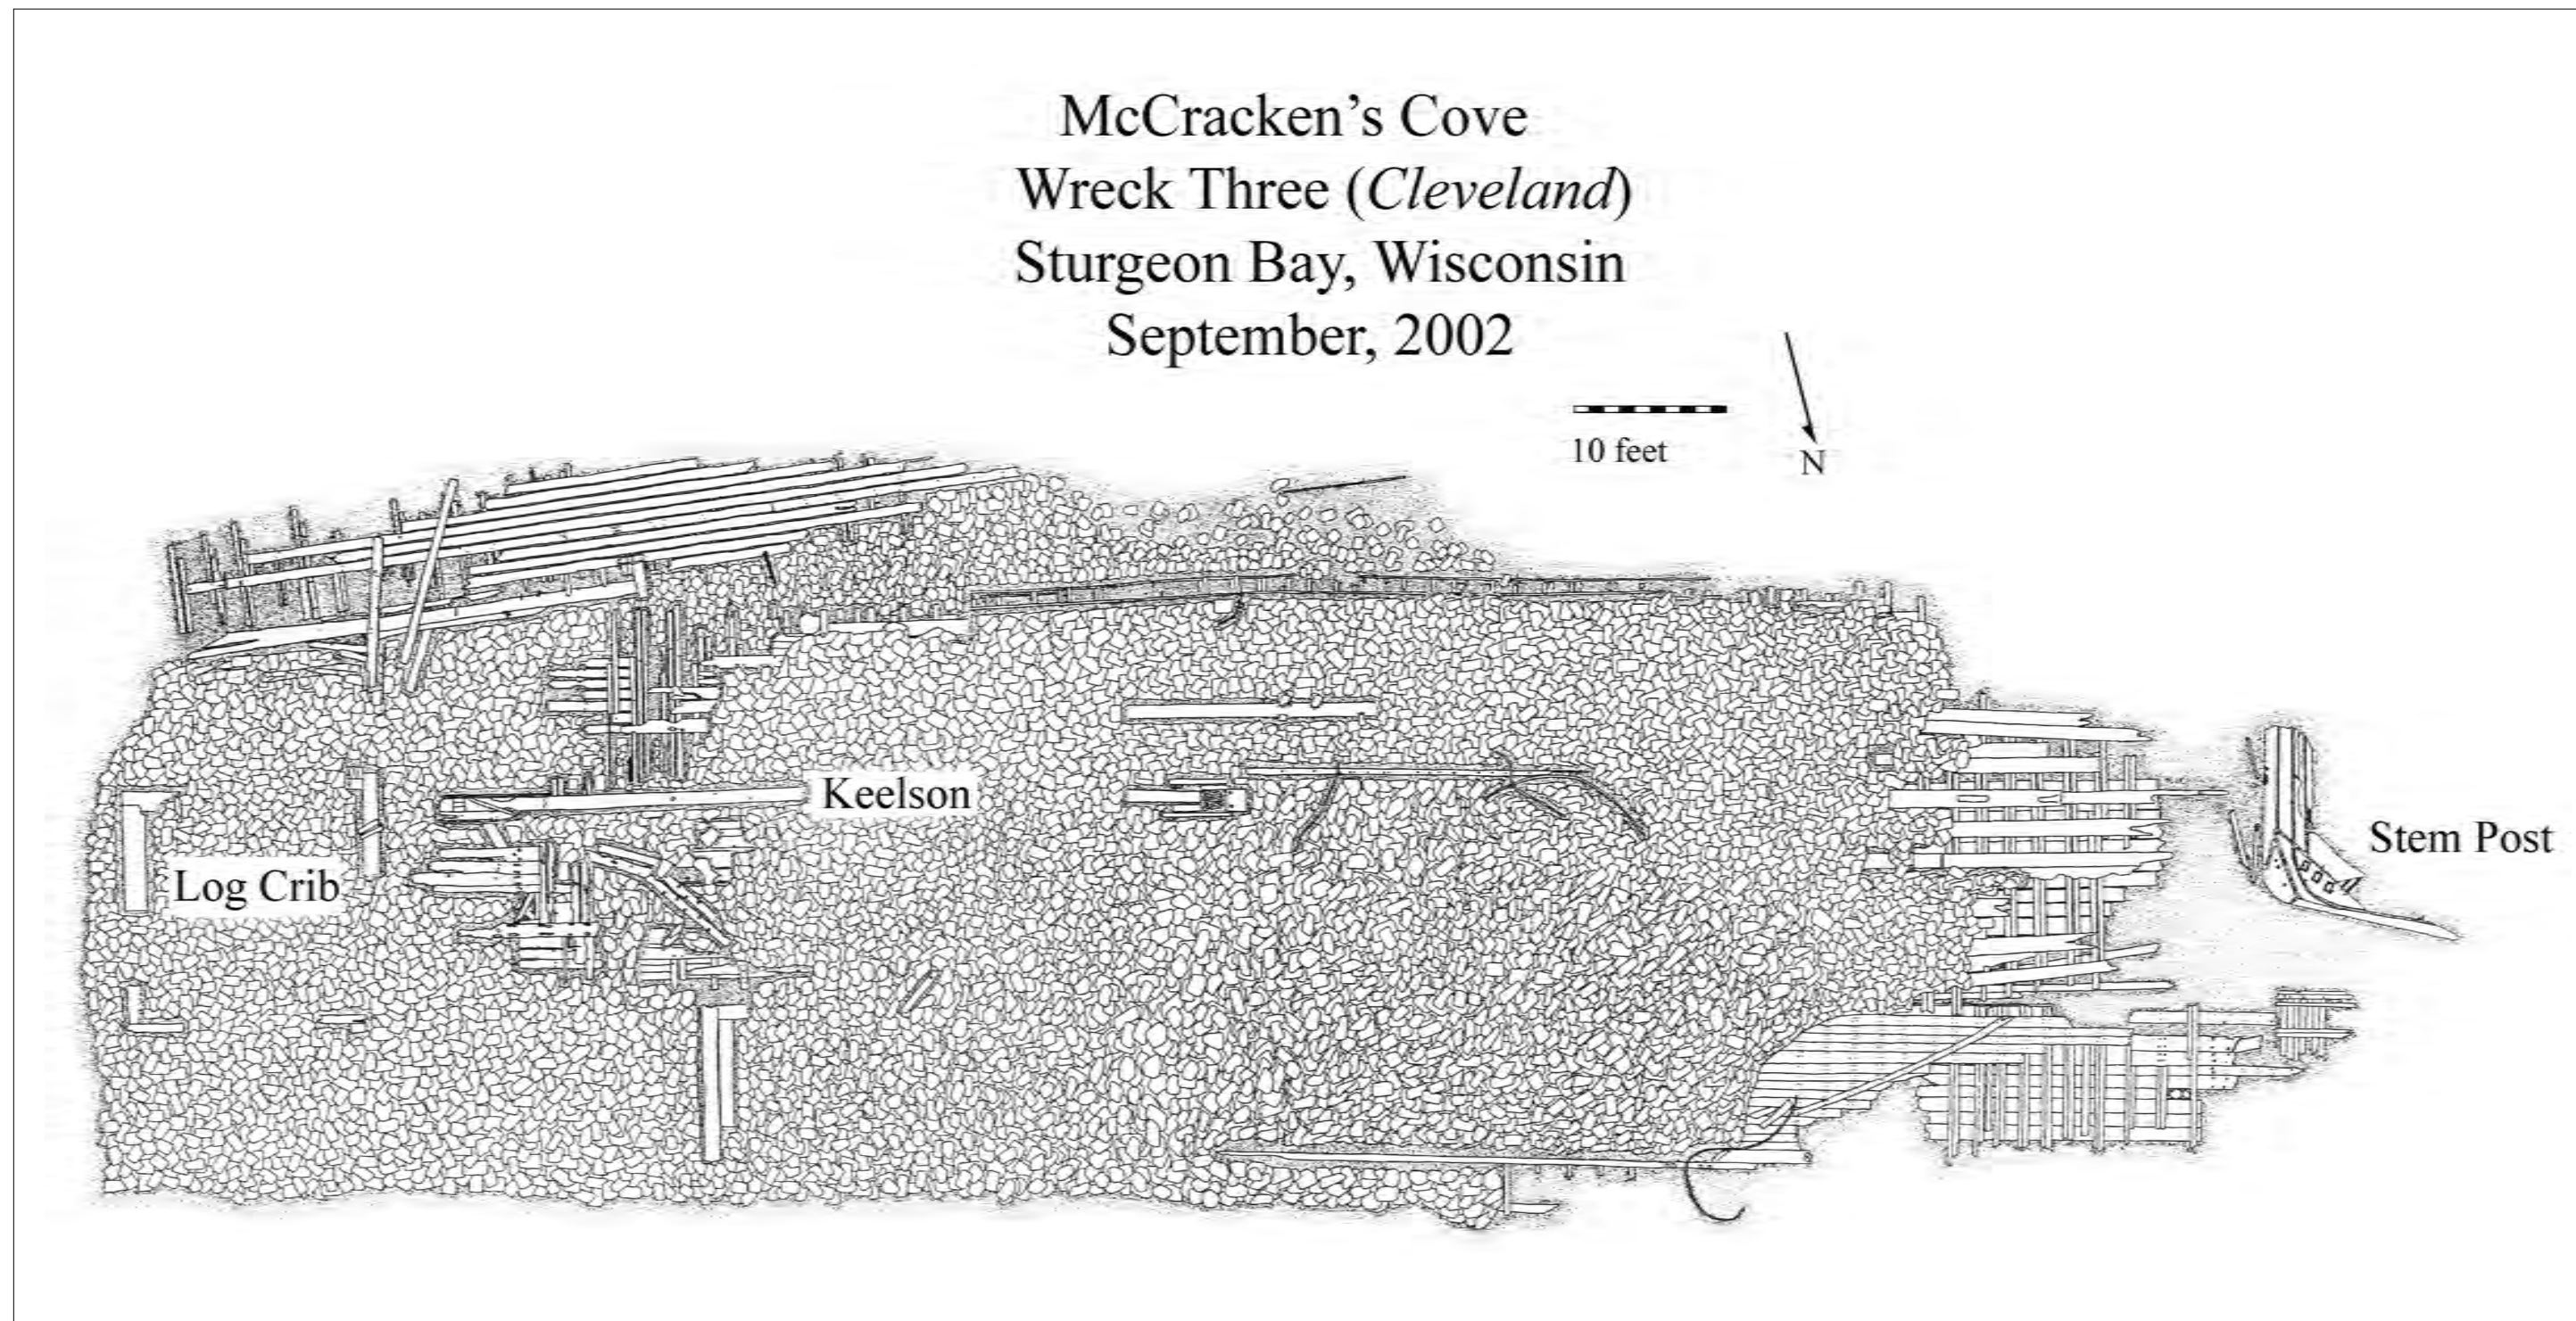 McCracken’s Cove
Wreck Three (Cleveland)
Sturgeon Bay, Wisconsin
September, 2002
10 feet
N
Keelson
Stem Post
Log Crib